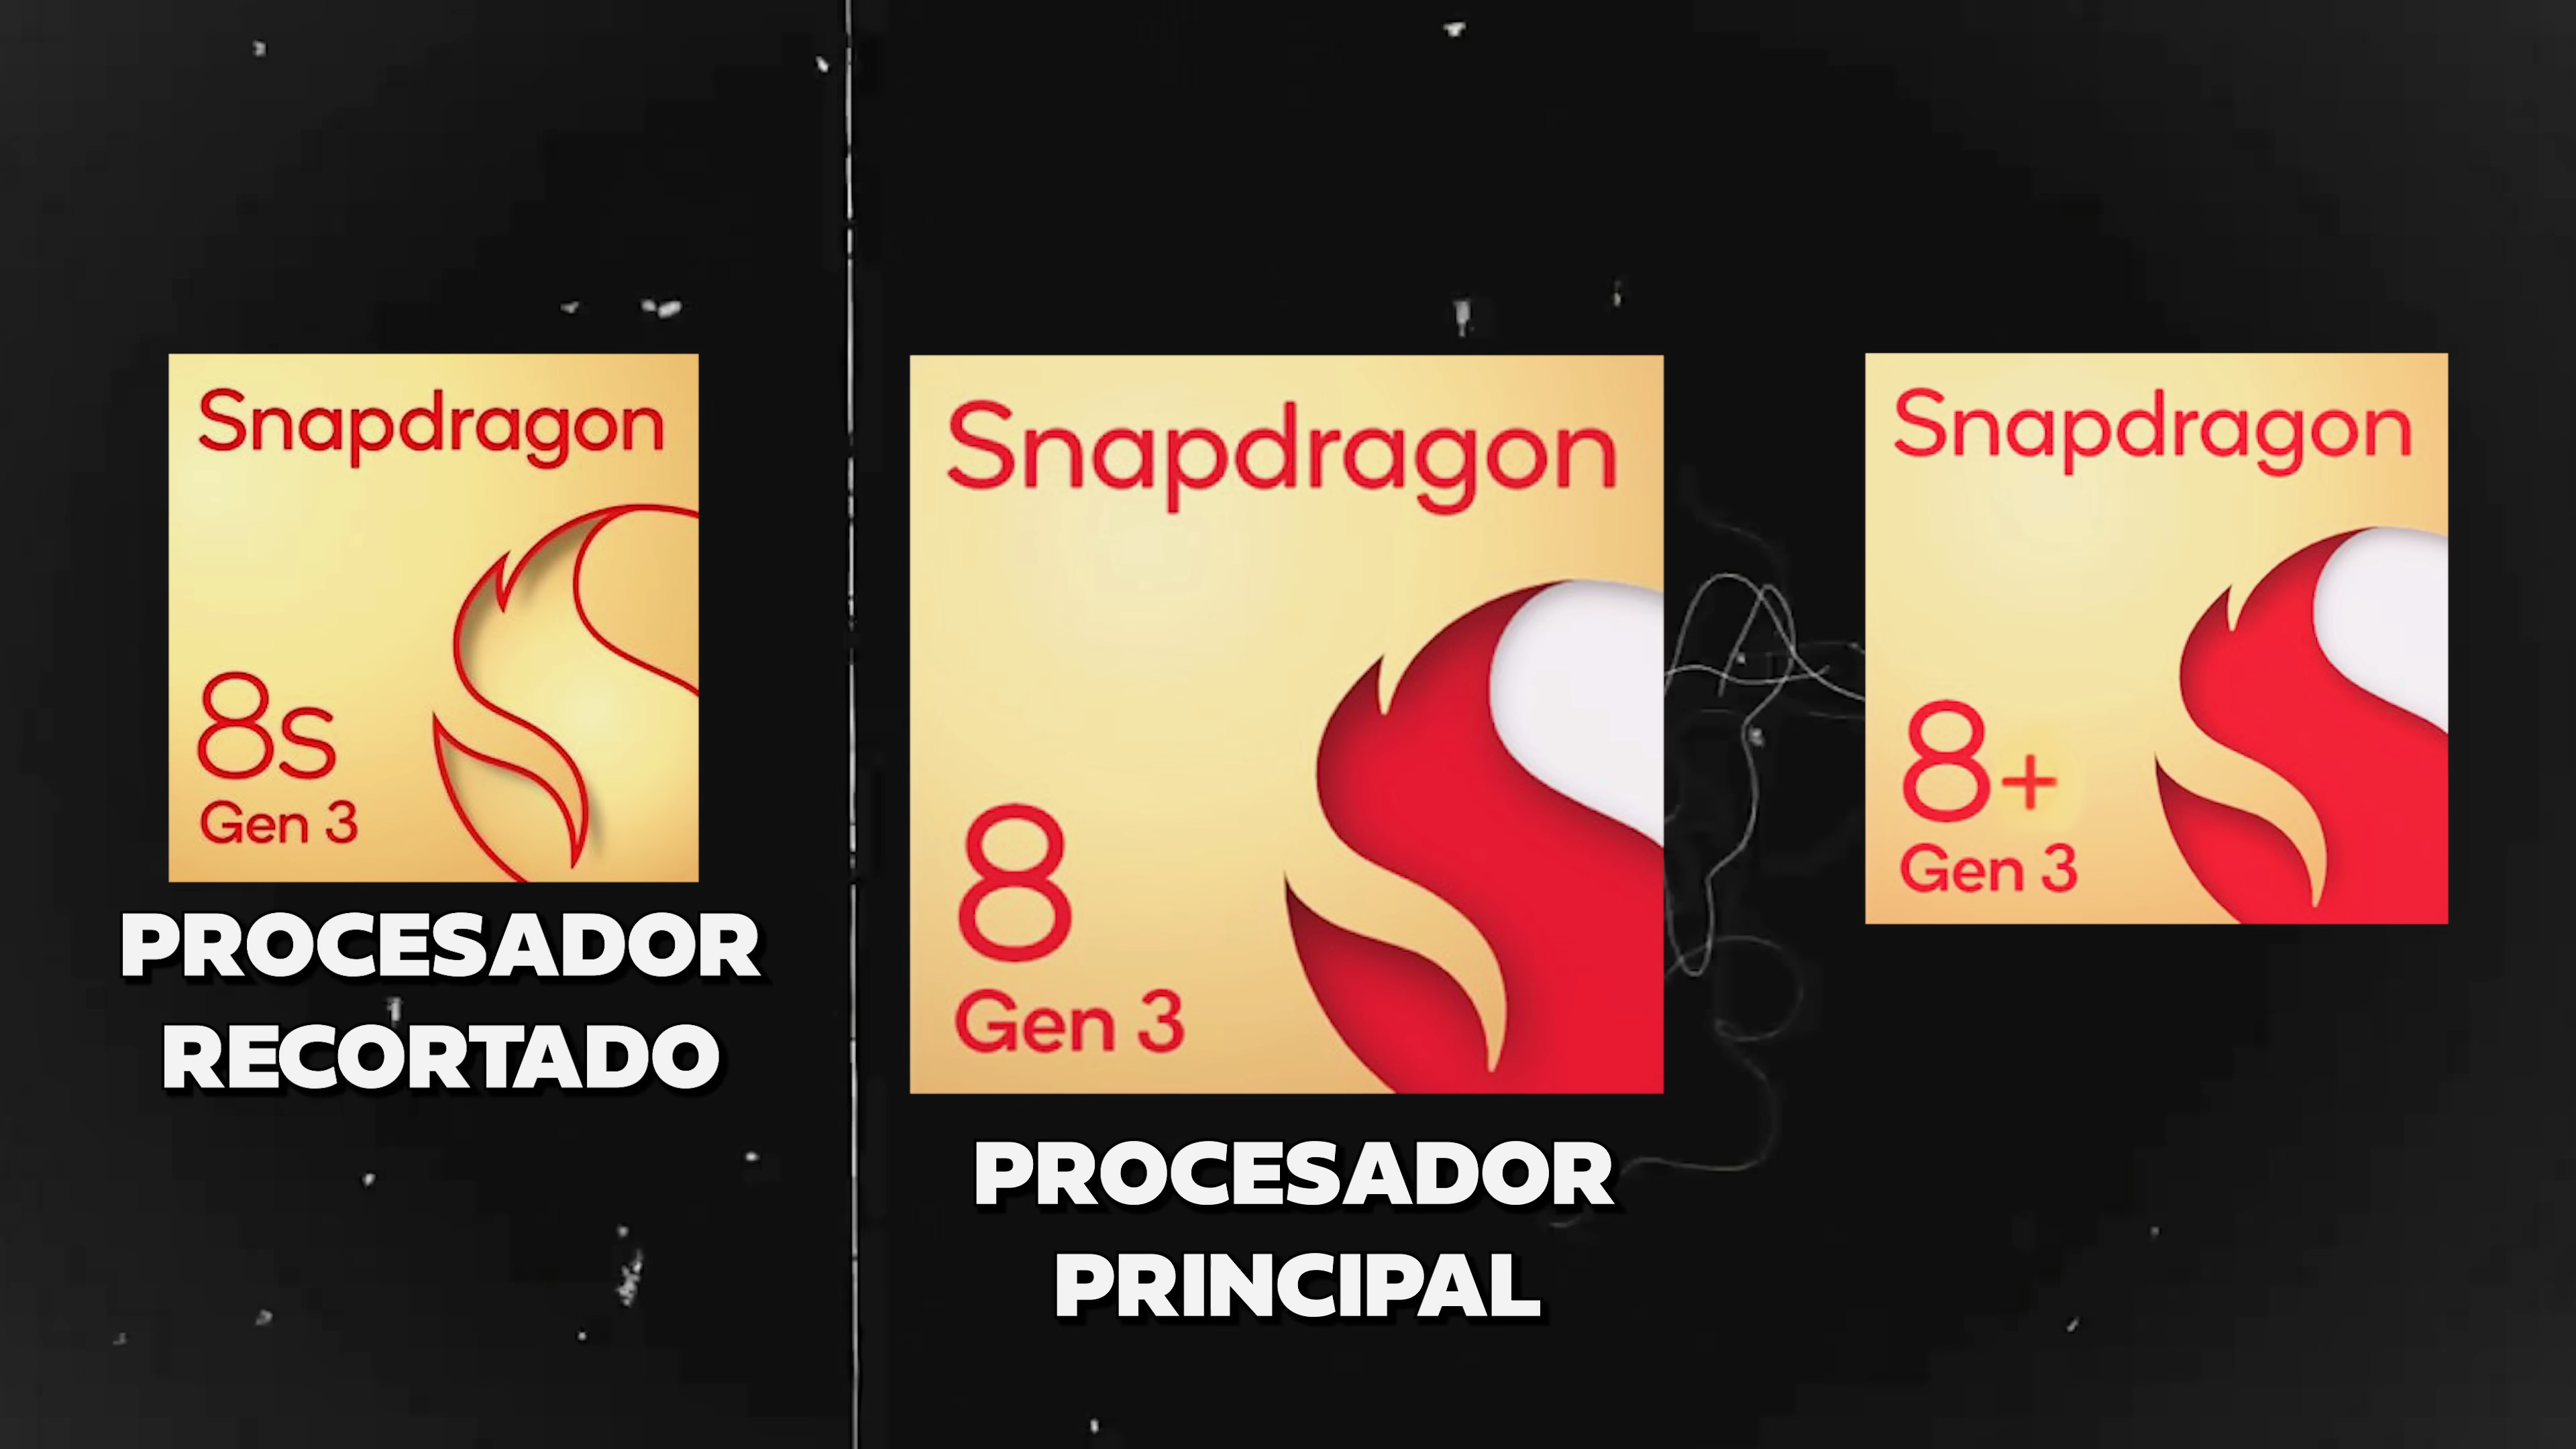 Snapdragon
8s
Gen 3
PROCESADOR
RECORTADO
Snapdragon
8
Gen 3
PROCESADOR
PRINCIPAL
Snapdragon
8+
Gen 3